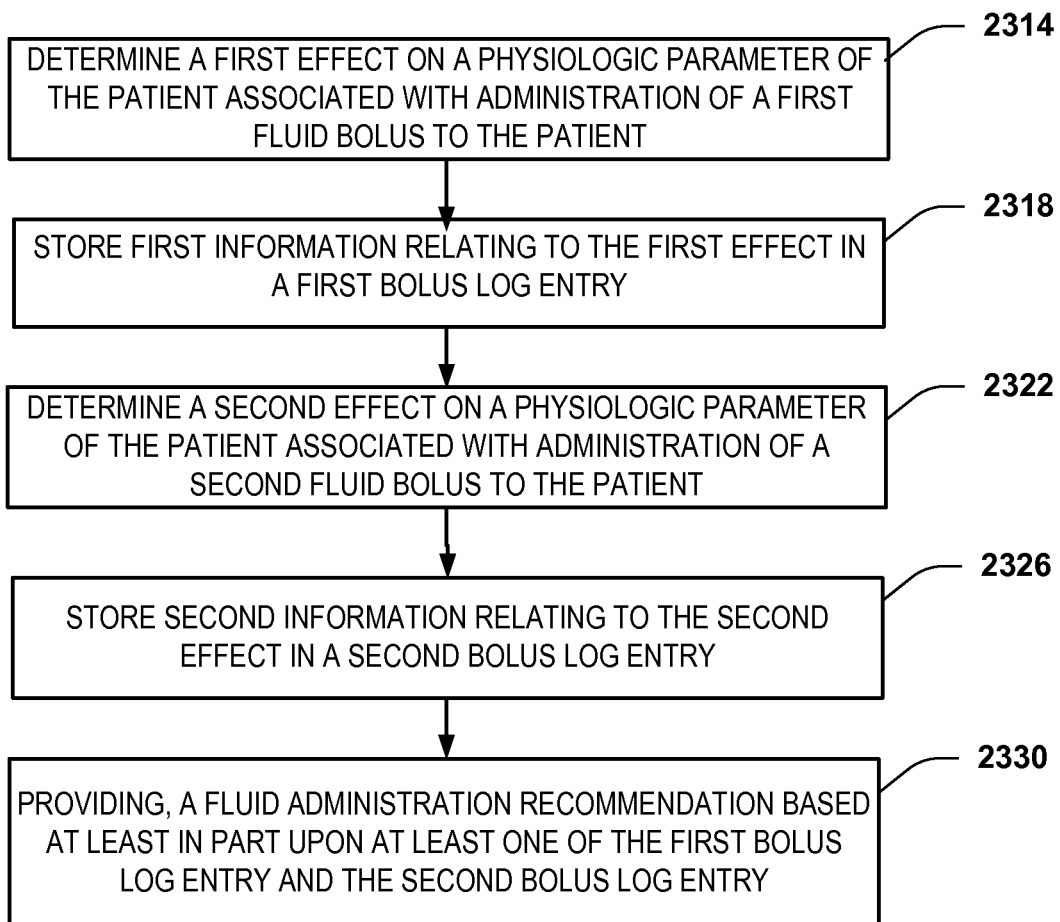 2314
DETERMINE A FIRST EFFECT ON A PHYSIOLOGIC PARAMETER OF
THE PATIENT ASSOCIATED WITH ADMINISTRATION OF A FIRST
FLUID BOLUS TO THE PATIENT
2318
STORE FIRST INFORMATION RELATING TO THE FIRST EFFECT IN
A FIRST BOLUS LOG ENTRY
2322
DETERMINE A SECOND EFFECT ON A PHYSIOLOGIC PARAMETER
OF THE PATIENT ASSOCIATED WITH ADMINISTRATION OF A
SECOND FLUID BOLUS TO THE PATIENT
2326
STORE SECOND INFORMATION RELATING TO THE SECOND
EFFECT IN A SECOND BOLUS LOG ENTRY
2330
PROVIDING, A FLUID ADMINISTRATION RECOMMENDATION BASED
AT LEAST IN PART UPON AT LEAST ONE OF THE FIRST BOLUS
LOG ENTRY AND THE SECOND BOLUS LOG ENTRY